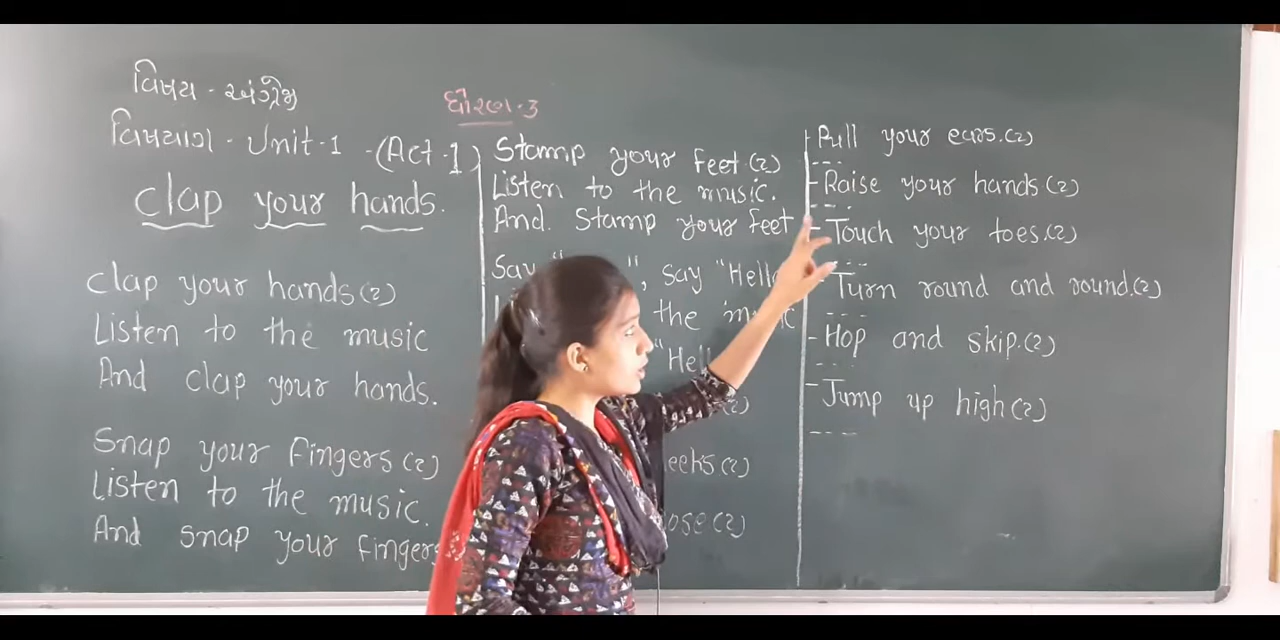 વિષય - અંગ્રેજી
ધોરણ-3
વિષયાંગ - Unit-1 -(Act-1)
clap your hands.
clap your hands(2)
Listen to the music
And clap your hands.
Snap your fingers(2)
Listen to the music.
And snap your fingers
Stamp your feet.(2)
Listen to the music.
And. Stamp your feet
Say " ", say "Hello
the music
"Hel
(2)
eeks(2)
ose(2)
- Pull your ears.(2)
- Raise your hands(2)
- Touch your toes.(2)
- Turn round and round.(2)
- Hop and skip.(2)
- Jump up high(2)